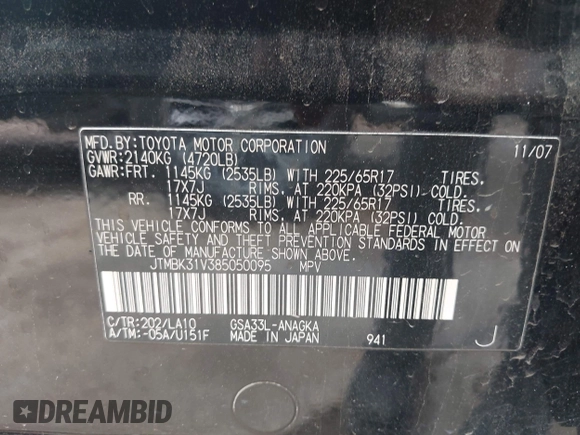 MFD.BY:TOYOTA MOTOR CORPORATION 11/07
GVWR:2140KG (4720LB)
GAWR:FRT. 1145KG (2535LB) WITH 225/65R17 TIRES.
17X7J RIMS. AT 220KPA (32PSI) COLD.
RR. 1145KG (2535LB) WITH 225/65R17 TIRES.
17X7J RIMS. AT 220KPA (32PSI) COLD.
THIS VEHICLE CONFORMS TO ALL APPLICABLE FEDERAL MOTOR
VEHICLE SAFETY AND THEFT PREVENTION STANDARDS IN EFFECT ON
THE DATE OF MANUFACTURE SHOWN ABOVE.
JTMBK31V385050095 MPV
C/TR:202/LA10 GSA33L-ANAGKA
A/TM:-05A/U151F MADE IN JAPAN 941 J
DREAMBID